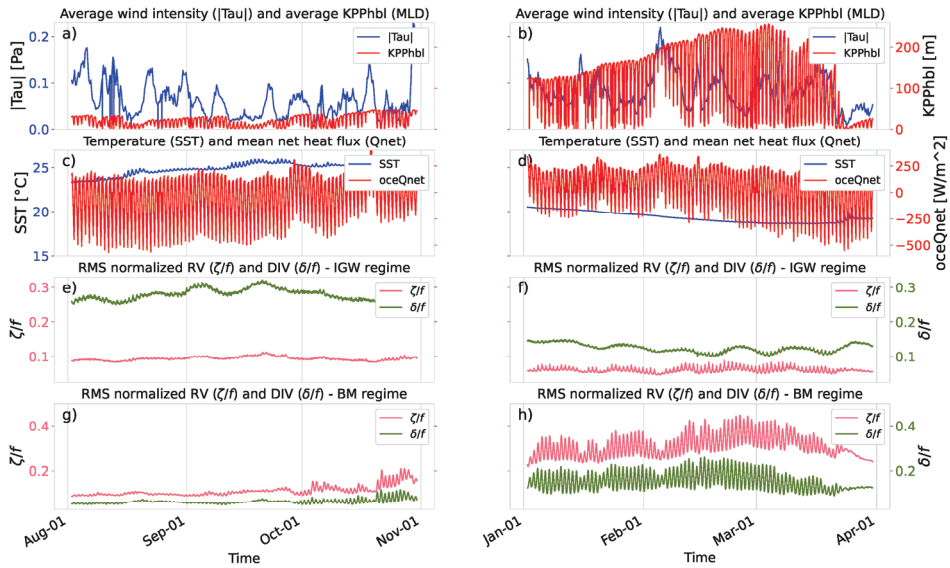 Average wind intensity (|Tau|) and average KPPhbl (MLD)
a)
|Tau|
KPPhbl
|Tau| [Pa]
0.2
0.1
0.0
Average wind intensity (|Tau|) and average KPPhbl (MLD)
b)
|Tau|
KPPhbl
KPPhbl [m]
200
100
0
Temperature (SST) and mean net heat flux (Qnet)
c)
SST
oceQnet
SST [°C]
25
20
15
Temperature (SST) and mean net heat flux (Qnet)
d)
SST
oceQnet
oceQnet [W/m^2]
250
0
−250
−500
RMS normalized RV (ζ/f) and DIV (δ/f) - IGW regime
e)
ζ/f
δ/f
ζ/f
0.3
0.2
0.1
RMS normalized RV (ζ/f) and DIV (δ/f) - IGW regime
f)
ζ/f
δ/f
δ/f
0.3
0.2
0.1
RMS normalized RV (ζ/f) and DIV (δ/f) - BM regime
g)
ζ/f
δ/f
ζ/f
0.4
0.2
Aug-01
Sep-01
Oct-01
Nov-01
Time
RMS normalized RV (ζ/f) and DIV (δ/f) - BM regime
h)
ζ/f
δ/f
δ/f
0.4
0.2
Jan-01
Feb-01
Mar-01
Apr-01
Time